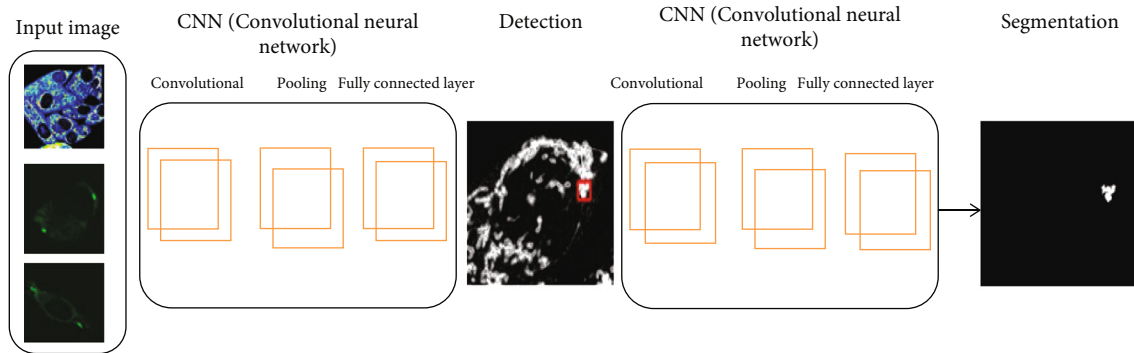 Input image
CNN (Convolutional neural
network)
Convolutional
Pooling
Fully connected layer
Detection
CNN (Convolutional neural
network)
Convolutional
Pooling
Fully connected layer
Segmentation